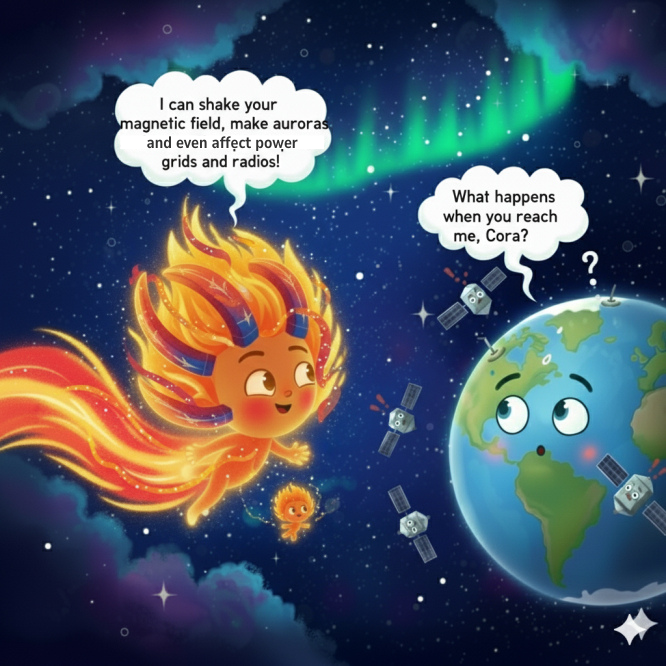 I can shake your
magnetic field, make auroras
and even affect power
grids and radios!
What happens
when you reach
me, Cora?
?